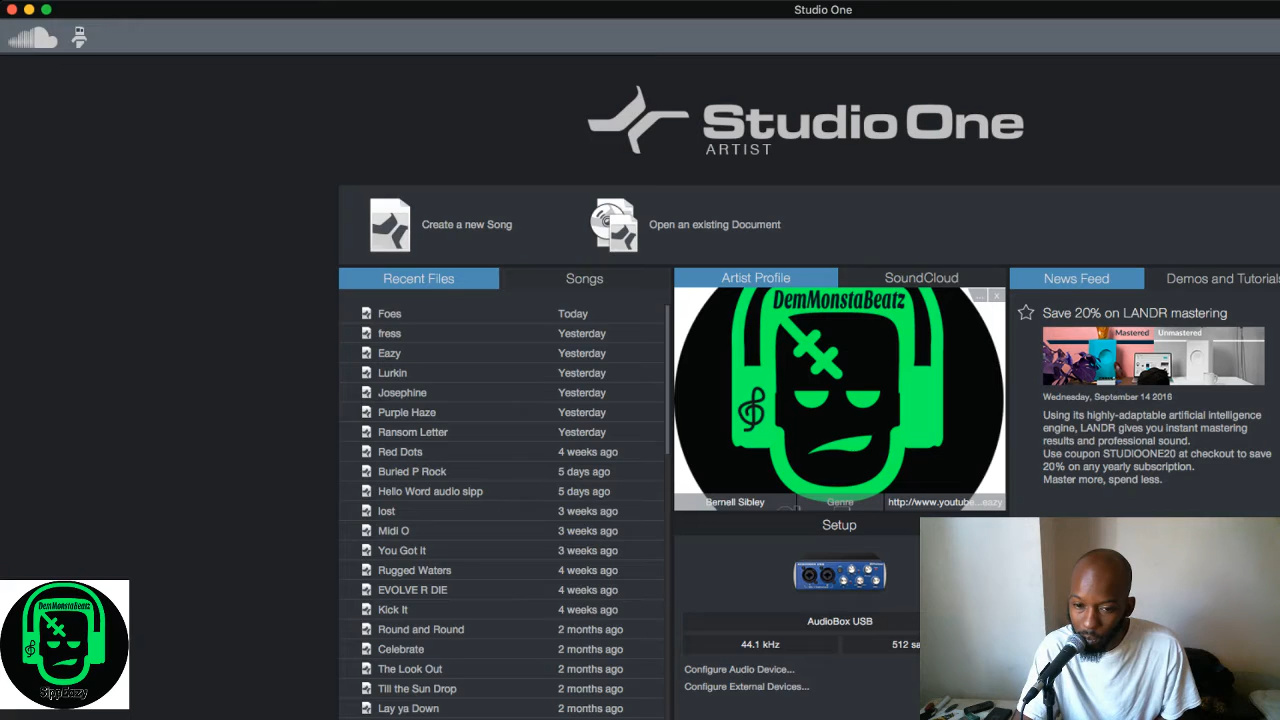 Studio One
Studio One
ARTIST
Create a new Song
Open an existing Document
Recent Files
Songs
Foes Today
fress Yesterday
Eazy Yesterday
Lurkin Yesterday
Josephine Yesterday
Purple Haze Yesterday
Ransom Letter Yesterday
Red Dots 4 weeks ago
Buried P Rock 5 days ago
Hello Word audio sipp 5 days ago
lost 3 weeks ago
Midi O 3 weeks ago
You Got It 3 weeks ago
Rugged Waters 4 weeks ago
EVOLVE R DIE 4 weeks ago
Kick It 4 weeks ago
Round and Round 2 months ago
Celebrate 2 months ago
The Look Out 2 months ago
Till the Sun Drop 2 months ago
Lay ya Down 2 months ago
Artist Profile
SoundCloud
... x
DemMonstaBeatz
Bernell Sibley
Genre
http://www.youtube...eazy
Setup
AudioBox USB
44.1 kHz
512 sa
Configure Audio Device...
Configure External Devices...
News Feed
Demos and Tutorials
Save 20% on LANDR mastering
Mastered Unmastered
Wednesday, September 14 2016
Using its highly-adaptable artificial intelligence
engine, LANDR gives you instant mastering
results and professional sound.
Use coupon STUDIOONE20 at checkout to save
20% on any yearly subscription.
Master more, spend less.
DemMonstaBeatz
SippEazy